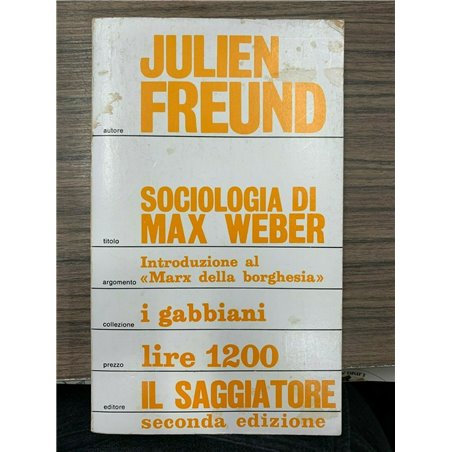 JULIEN
autore FREUND
SOCIOLOGIA DI
titolo MAX WEBER
Introduzione al
argomento «Marx della borghesia»
collezione i gabbiani
prezzo lire 1200
editore IL SAGGIATORE
seconda edizione